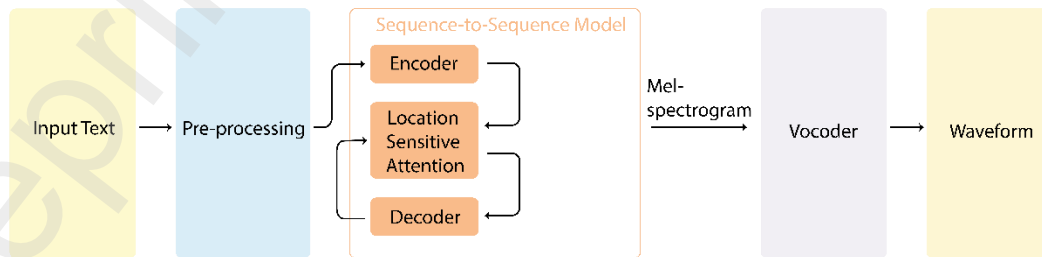 Sequence-to-Sequence Model
Encoder
Location
Sensitive
Attention
Decoder
Input Text
Pre-processing
Mel-
spectrogram
Vocoder
Waveform